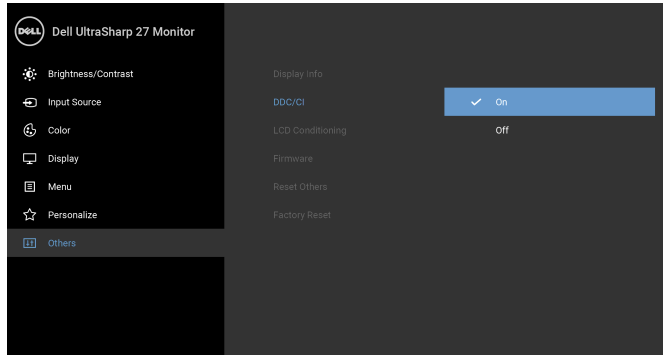 DELL Dell UltraSharp 27 Monitor
Brightness/Contrast
Input Source
Color
Display
Menu
Personalize
Others
Display Info
DDC/CI
LCD Conditioning
Firmware
Reset Others
Factory Reset
On
Off